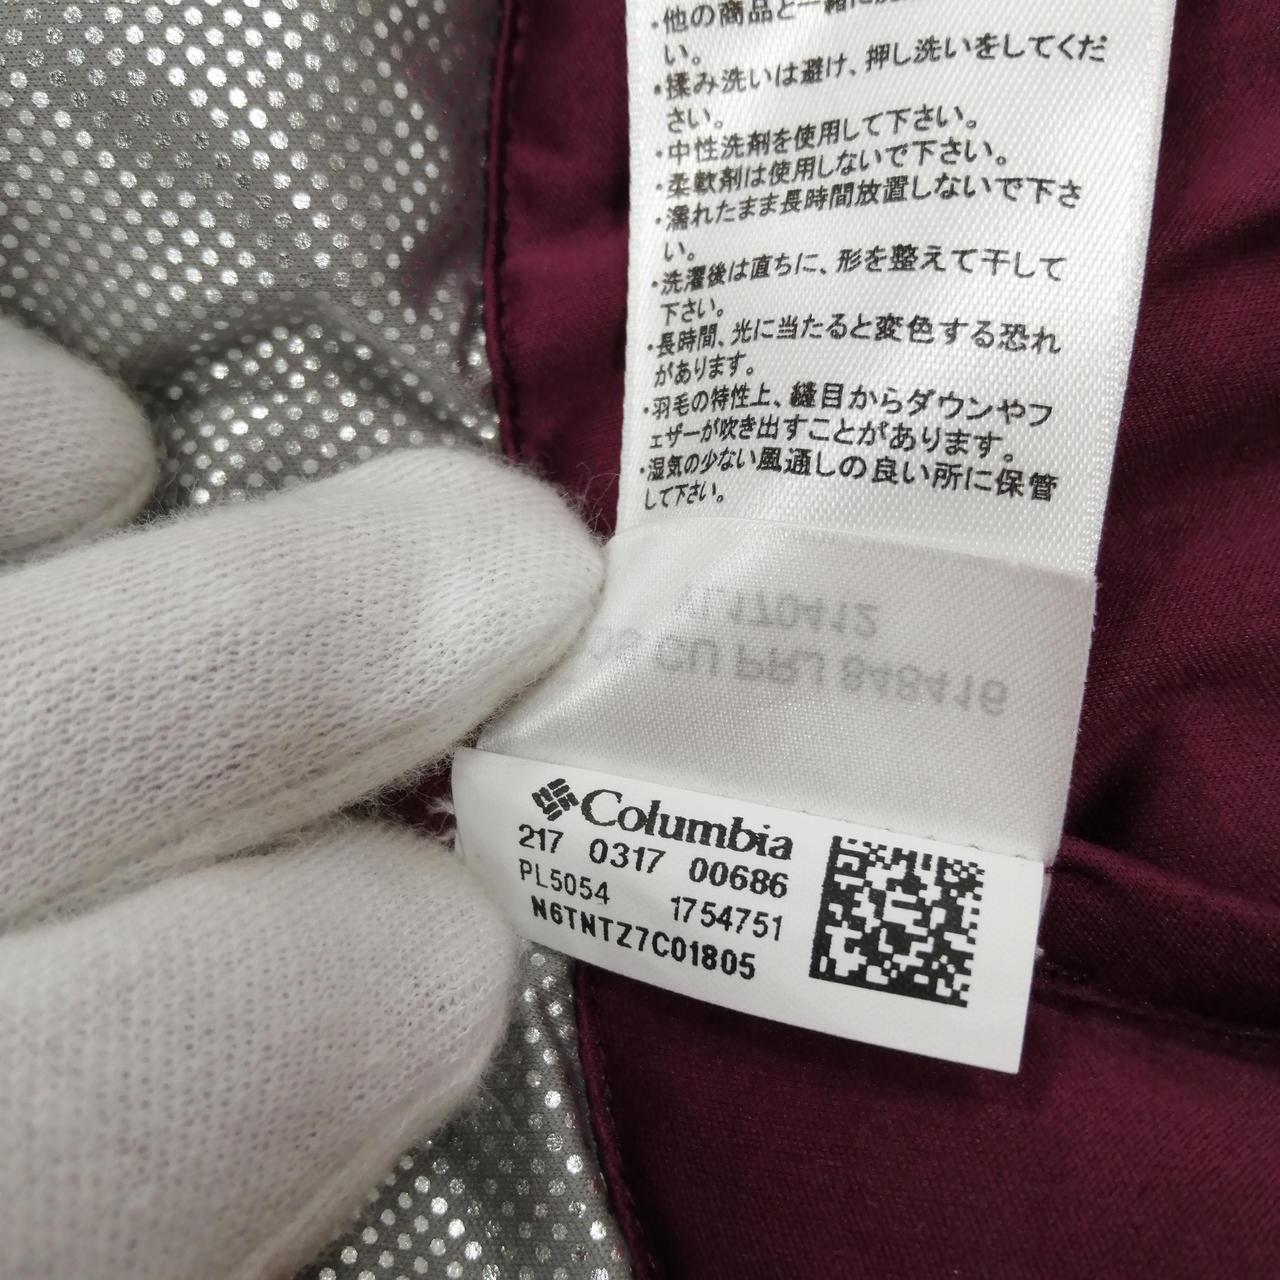 ・他の商品と一緒に洗
い。
・揉み洗いは避け、押し洗いをしてくだ
さい。
・中性洗剤を使用して下さい。
・柔軟剤は使用しないで下さい。
・濡れたまま長時間放置しないで下さ
い。
・洗濯後は直ちに、形を整えて干して
下さい。
・長時間、光に当たると変色する恐れ
があります。
・羽毛の特性上、縫目からダウンやフ
ェザーが吹き出すことがあります。
・湿気の少ない風通しの良い所に保管
して下さい。
170412
CU PRJ 848416
Columbia
217 0317 00686
PL5054 1754751
N6TNTZ7C01805